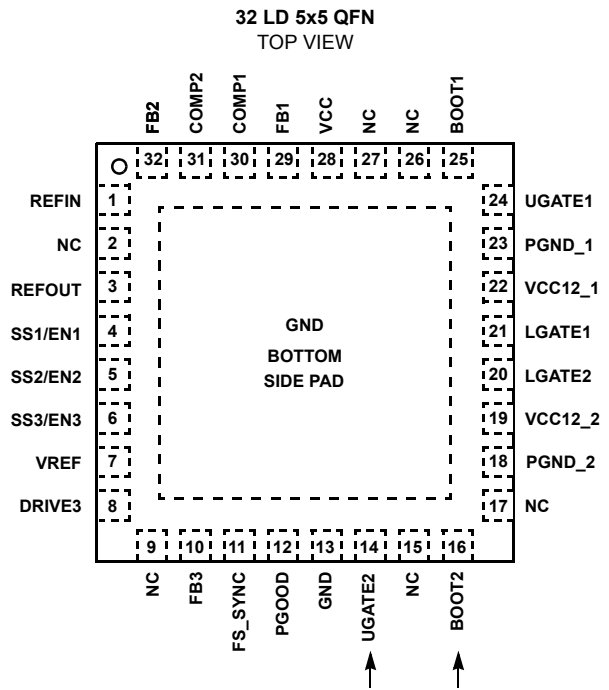 32 LD 5x5 QFN
TOP VIEW
FB2
COMP2
COMP1
FB1
VCC
NC
NC
BOOT1
32
31
30
29
28
27
26
25
REFIN 1
NC 2
REFOUT 3
SS1/EN1 4
SS2/EN2 5
SS3/EN3 6
VREF 7
DRIVE3 8
GND
BOTTOM
SIDE PAD
24 UGATE1
23 PGND_1
22 VCC12_1
21 LGATE1
20 LGATE2
19 VCC12_2
18 PGND_2
17 NC
9
10
11
12
13
14
15
16
NC
FB3
FS_SYNC
PGOOD
GND
UGATE2
NC
BOOT2